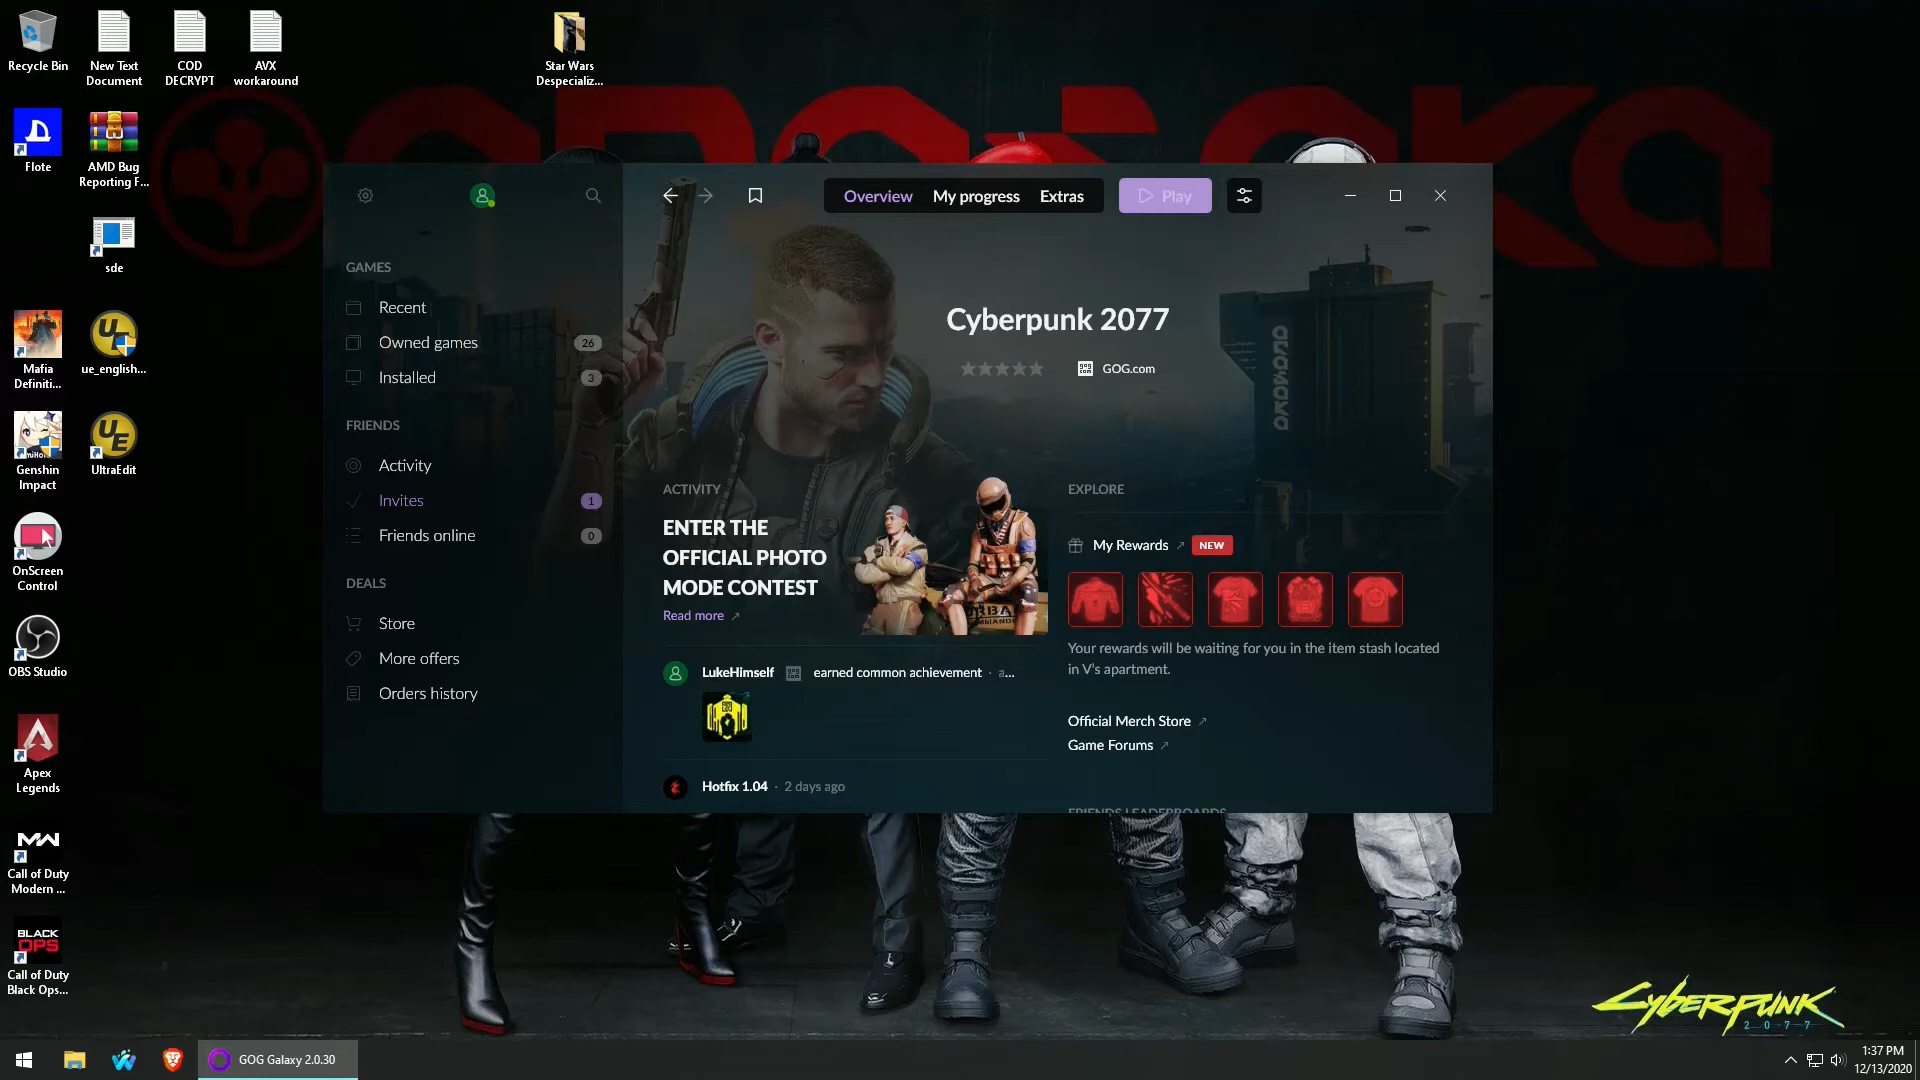 Recycle Bin
New Text
Document
COD
DECRYPT
AVX
workaround
Star Wars
Despecializ...
Flote
AMD Bug
Reporting F...
sde
Mafia
Definiti...
ue_english...
Genshin
Impact
UltraEdit
OnScreen
Control
OBS Studio
Apex
Legends
Call of Duty
Modern ...
BLACK
OPS
Call of Duty
Black Ops...
Overview
My progress
Extras
Play
GAMES
Recent
Owned games
26
Installed
3
FRIENDS
Activity
Invites
1
Friends online
0
DEALS
Store
More offers
Orders history
Cyberpunk 2077
GOG.com
ACTIVITY
ENTER THE
OFFICIAL PHOTO
MODE CONTEST
Read more
LukeHimself
earned common achievement · a...
Hotfix 1.04 · 2 days ago
EXPLORE
My Rewards
NEW
Your rewards will be waiting for you in the item stash located
in V's apartment.
Official Merch Store
Game Forums
FRIENDS LEADERBOARDS
ARASAKA
CYBERPUNK
2077
GOG Galaxy 2.0.30
1:37 PM
12/13/2020